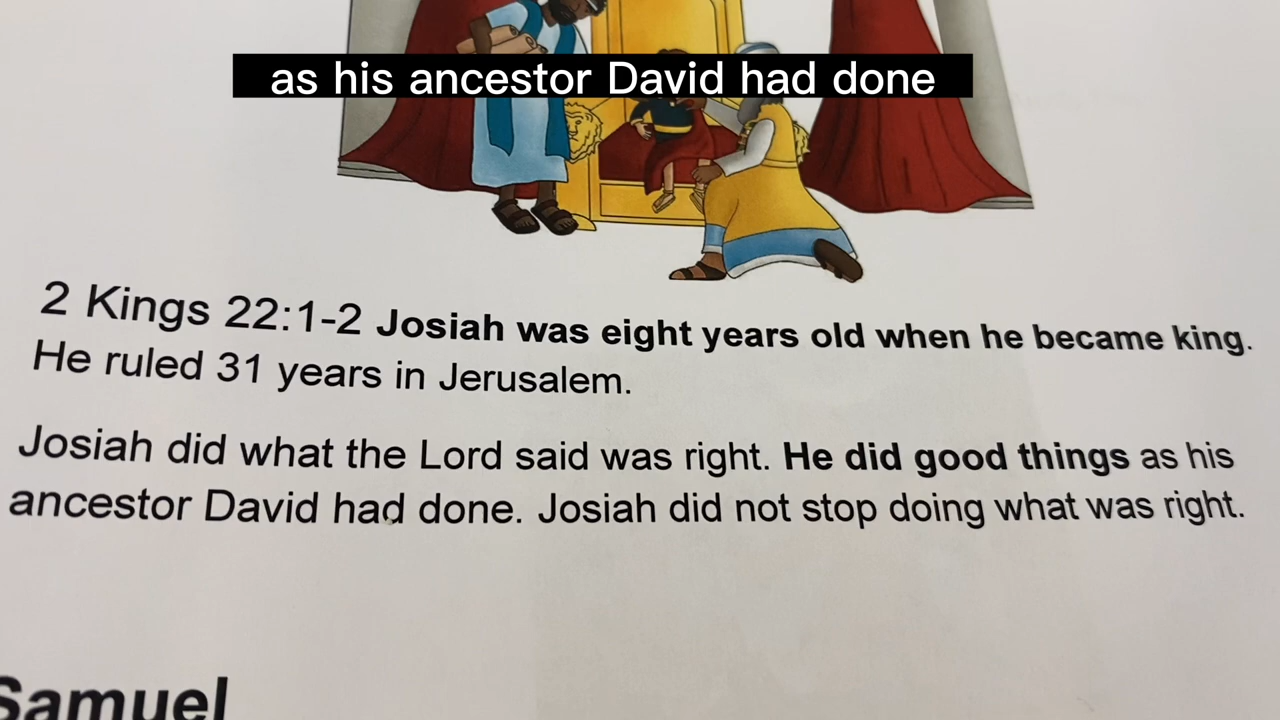 as his ancestor David had done
2 Kings 22:1-2 Josiah was eight years old when he became king.
He ruled 31 years in Jerusalem.
Josiah did what the Lord said was right. He did good things as his
ancestor David had done. Josiah did not stop doing what was right.
Samuel